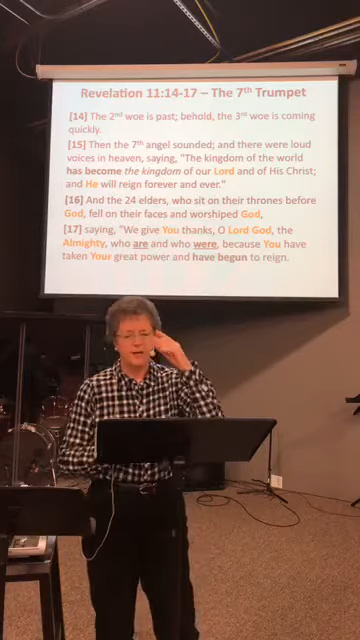 Revelation 11:14-17 – The 7th Trumpet
[14] The 2nd woe is past; behold, the 3rd woe is coming
quickly.
[15] Then the 7th angel sounded; and there were loud
voices in heaven, saying, "The kingdom of the world
has become the kingdom of our Lord and of His Christ;
and He will reign forever and ever."
[16] And the 24 elders, who sit on their thrones before
God, fell on their faces and worshiped God,
[17] saying, "We give You thanks, O Lord God, the
Almighty, who are and who were, because You have
taken Your great power and have begun to reign.